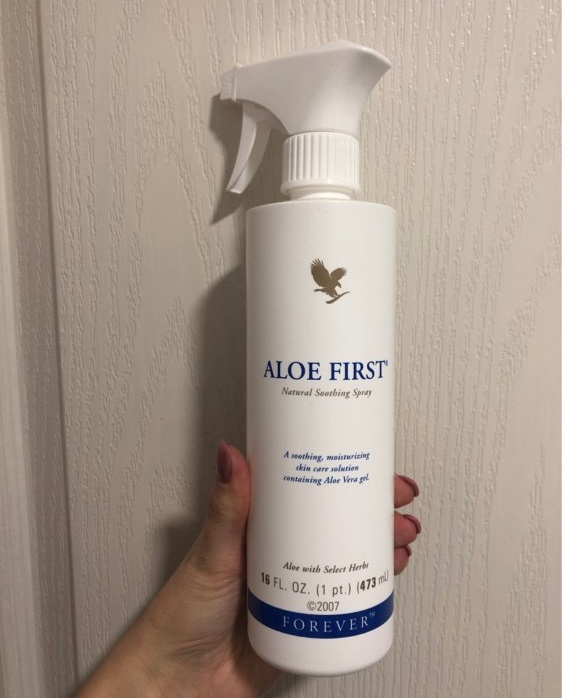 ALOE FIRST®
Natural Soothing Spray
A soothing, moisturizing
skin care solution
containing Aloe Vera gel.
Aloe with Select Herbs
16 FL. OZ. (1 pt.) (473 mL)
©2007
FOREVER™